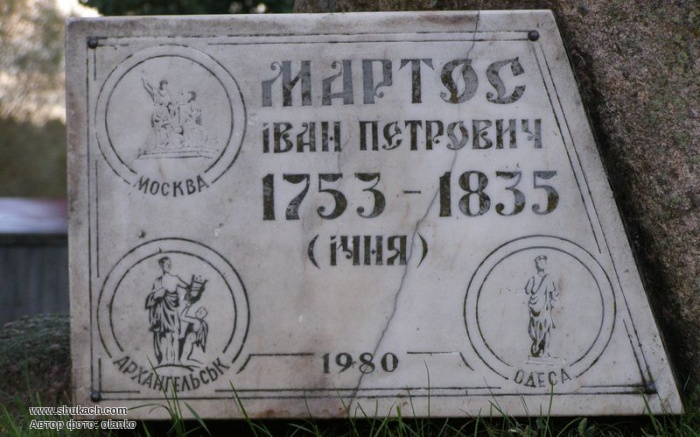 МАРТОС
ІВАН ПЕТРОВИЧ
1753 – 1835
(ІЧНЯ)
МОСКВА
АРХАНГЕЛЬСЬК
1980
ОДЕСА
www.shukach.com
Автор фото: olanko